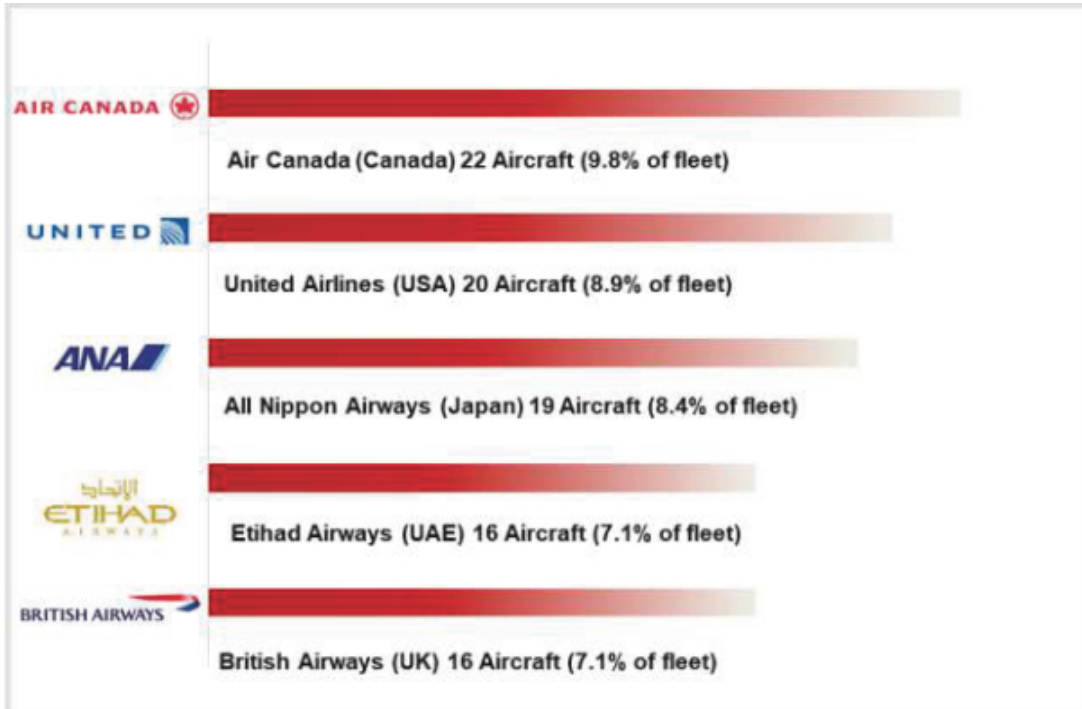 AIR CANADA
Air Canada (Canada) 22 Aircraft (9.8% of fleet)
UNITED
United Airlines (USA) 20 Aircraft (8.9% of fleet)
ANA
All Nippon Airways (Japan) 19 Aircraft (8.4% of fleet)
الإتحاد
ETIHAD
AIRWAYS
Etihad Airways (UAE) 16 Aircraft (7.1% of fleet)
BRITISH AIRWAYS
British Airways (UK) 16 Aircraft (7.1% of fleet)